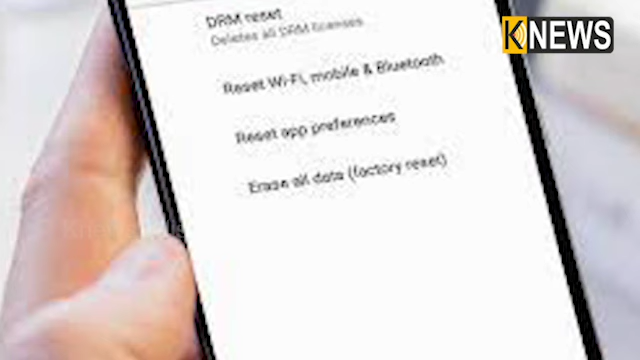 KNEWS
DRM reset
Deletes all DRM licenses
Reset Wi-Fi, mobile & Bluetooth
Reset app preferences
Erase all data (factory reset)